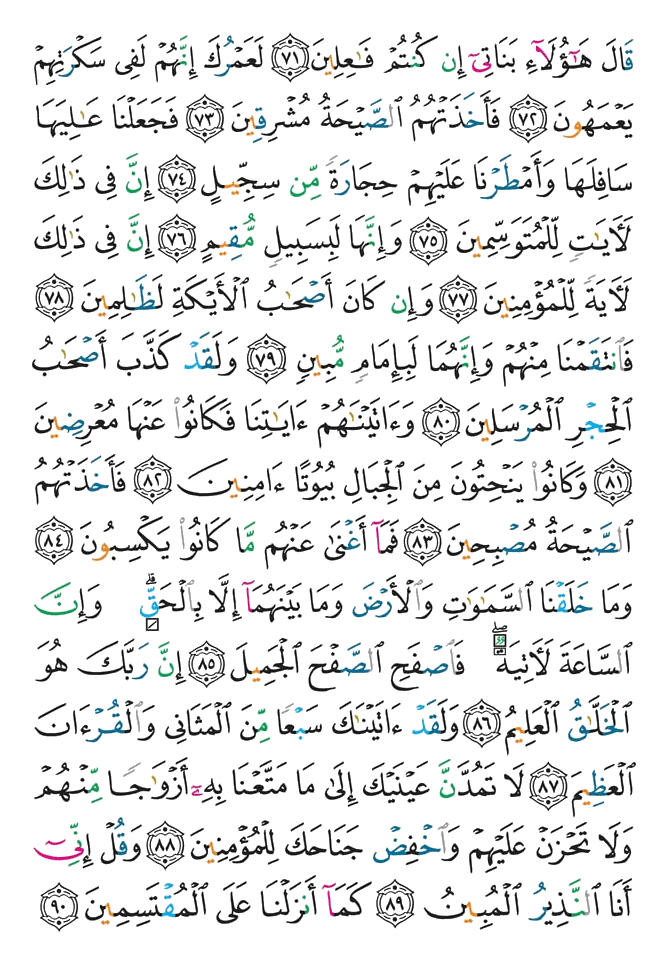 قَالَ هَٰٓؤُلَآءِ بَنَاتِيٓ إِن كُنتُمۡ فَٰعِلِينَ ﴿٧١﴾ لَعَمۡرُكَ إِنَّهُمۡ لَفِي سَكۡرَتِهِمۡ
يَعۡمَهُونَ ﴿٧٢﴾ فَأَخَذَتۡهُمُ ٱلصَّيۡحَةُ مُشۡرِقِينَ ﴿٧٣﴾ فَجَعَلۡنَا عَٰلِيَهَا
سَافِلَهَا وَأَمۡطَرۡنَا عَلَيۡهِمۡ حِجَارَةٗ مِّن سِجِّيلٍ ﴿٧٤﴾ إِنَّ فِي ذَٰلِكَ
لَأٓيَٰتٖ لِّلۡمُتَوَسِّمِينَ ﴿٧٥﴾ وَإِنَّهَا لَبِسَبِيلٖ مُّقِيمٍ ﴿٧٦﴾ إِنَّ فِي ذَٰلِكَ
لَأٓيَةٗ لِّلۡمُؤۡمِنِينَ ﴿٧٧﴾ وَإِن كَانَ أَصۡحَٰبُ ٱلۡأَيۡكَةِ لَظَٰلِمِينَ ﴿٧٨﴾
فَٱنتَقَمۡنَا مِنۡهُمۡ وَإِنَّهُمَا لَبِإِمَامٖ مُّبِينٖ ﴿٧٩﴾ وَلَقَدۡ كَذَّبَ أَصۡحَٰبُ
ٱلۡحِجۡرِ ٱلۡمُرۡسَلِينَ ﴿٨٠﴾ وَءَاتَيۡنَٰهُمۡ ءَايَٰتِنَا فَكَانُواْ عَنۡهَا مُعۡرِضِينَ
﴿٨١﴾ وَكَانُواْ يَنۡحِتُونَ مِنَ ٱلۡجِبَالِ بُيُوتًا ءَامِنِينَ ﴿٨٢﴾ فَأَخَذَتۡهُمُ
ٱلصَّيۡحَةُ مُصۡبِحِينَ ﴿٨٣﴾ فَمَآ أَغۡنَىٰ عَنۡهُم مَّا كَانُواْ يَكۡسِبُونَ ﴿٨٤﴾
وَمَا خَلَقۡنَا ٱلسَّمَٰوَٰتِ وَٱلۡأَرۡضَ وَمَا بَيۡنَهُمَآ إِلَّا بِٱلۡحَقِّۗ وَإِنَّ
ٱلسَّاعَةَ لَأٓتِيَةٞۖ فَٱصۡفَحِ ٱلصَّفۡحَ ٱلۡجَمِيلَ ﴿٨٥﴾ إِنَّ رَبَّكَ هُوَ
ٱلۡخَلَّٰقُ ٱلۡعَلِيمُ ﴿٨٦﴾ وَلَقَدۡ ءَاتَيۡنَٰكَ سَبۡعٗا مِّنَ ٱلۡمَثَانِي وَٱلۡقُرۡءَانَ
ٱلۡعَظِيمَ ﴿٨٧﴾ لَا تَمُدَّنَّ عَيۡنَيۡكَ إِلَىٰ مَا مَتَّعۡنَا بِهِۦٓ أَزۡوَٰجٗا مِّنۡهُمۡ
وَلَا تَحۡزَنۡ عَلَيۡهِمۡ وَٱخۡفِضۡ جَنَاحَكَ لِلۡمُؤۡمِنِينَ ﴿٨٨﴾ وَقُلۡ إِنِّيٓ
أَنَا ٱلنَّذِيرُ ٱلۡمُبِينُ ﴿٨٩﴾ كَمَآ أَنزَلۡنَا عَلَى ٱلۡمُقۡتَسِمِينَ ﴿٩٠﴾